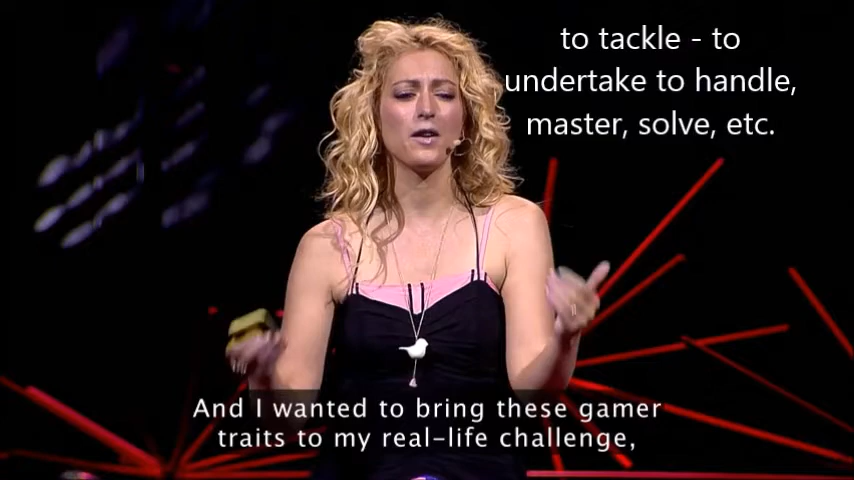 to tackle - to
undertake to handle,
master, solve, etc.
And I wanted to bring these gamer
traits to my real-life challenge,